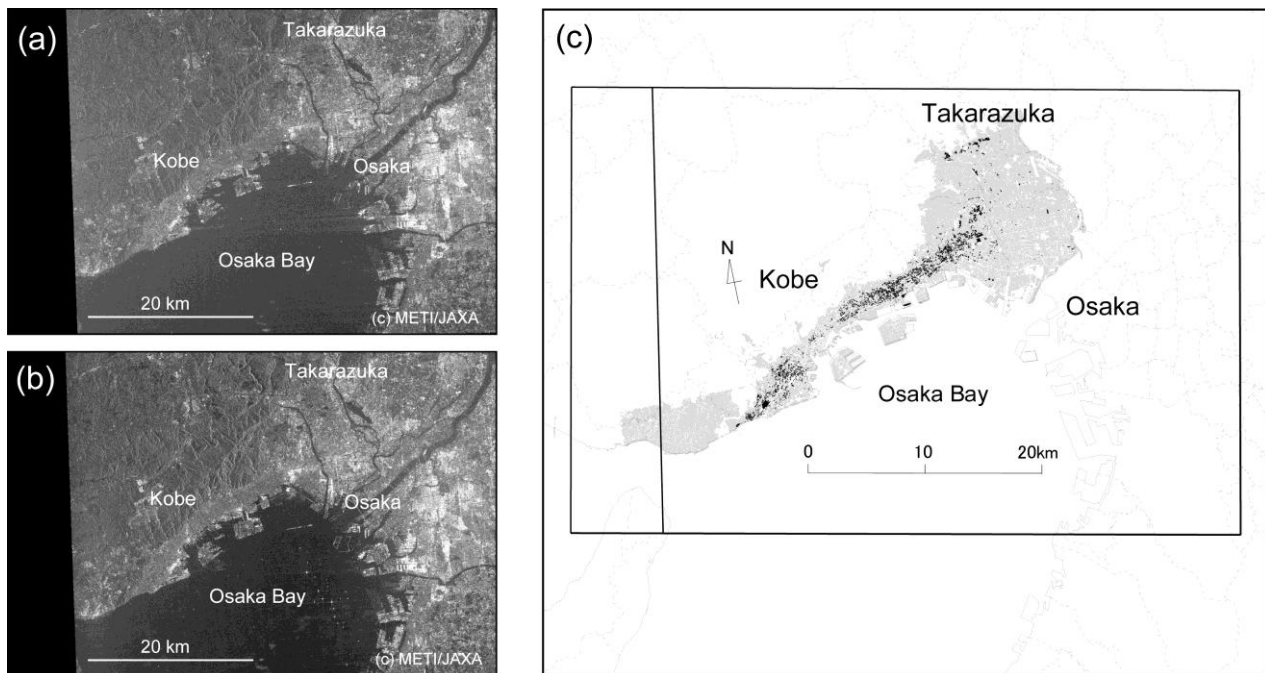 (a)
Takarazuka
Kobe
Osaka
Osaka Bay
20 km
(c) METI/JAXA
(b)
Takarazuka
Kobe
Osaka
Osaka Bay
20 km
(c) METI/JAXA
(c)
Takarazuka
N
Kobe
Osaka
Osaka Bay
0 10 20km